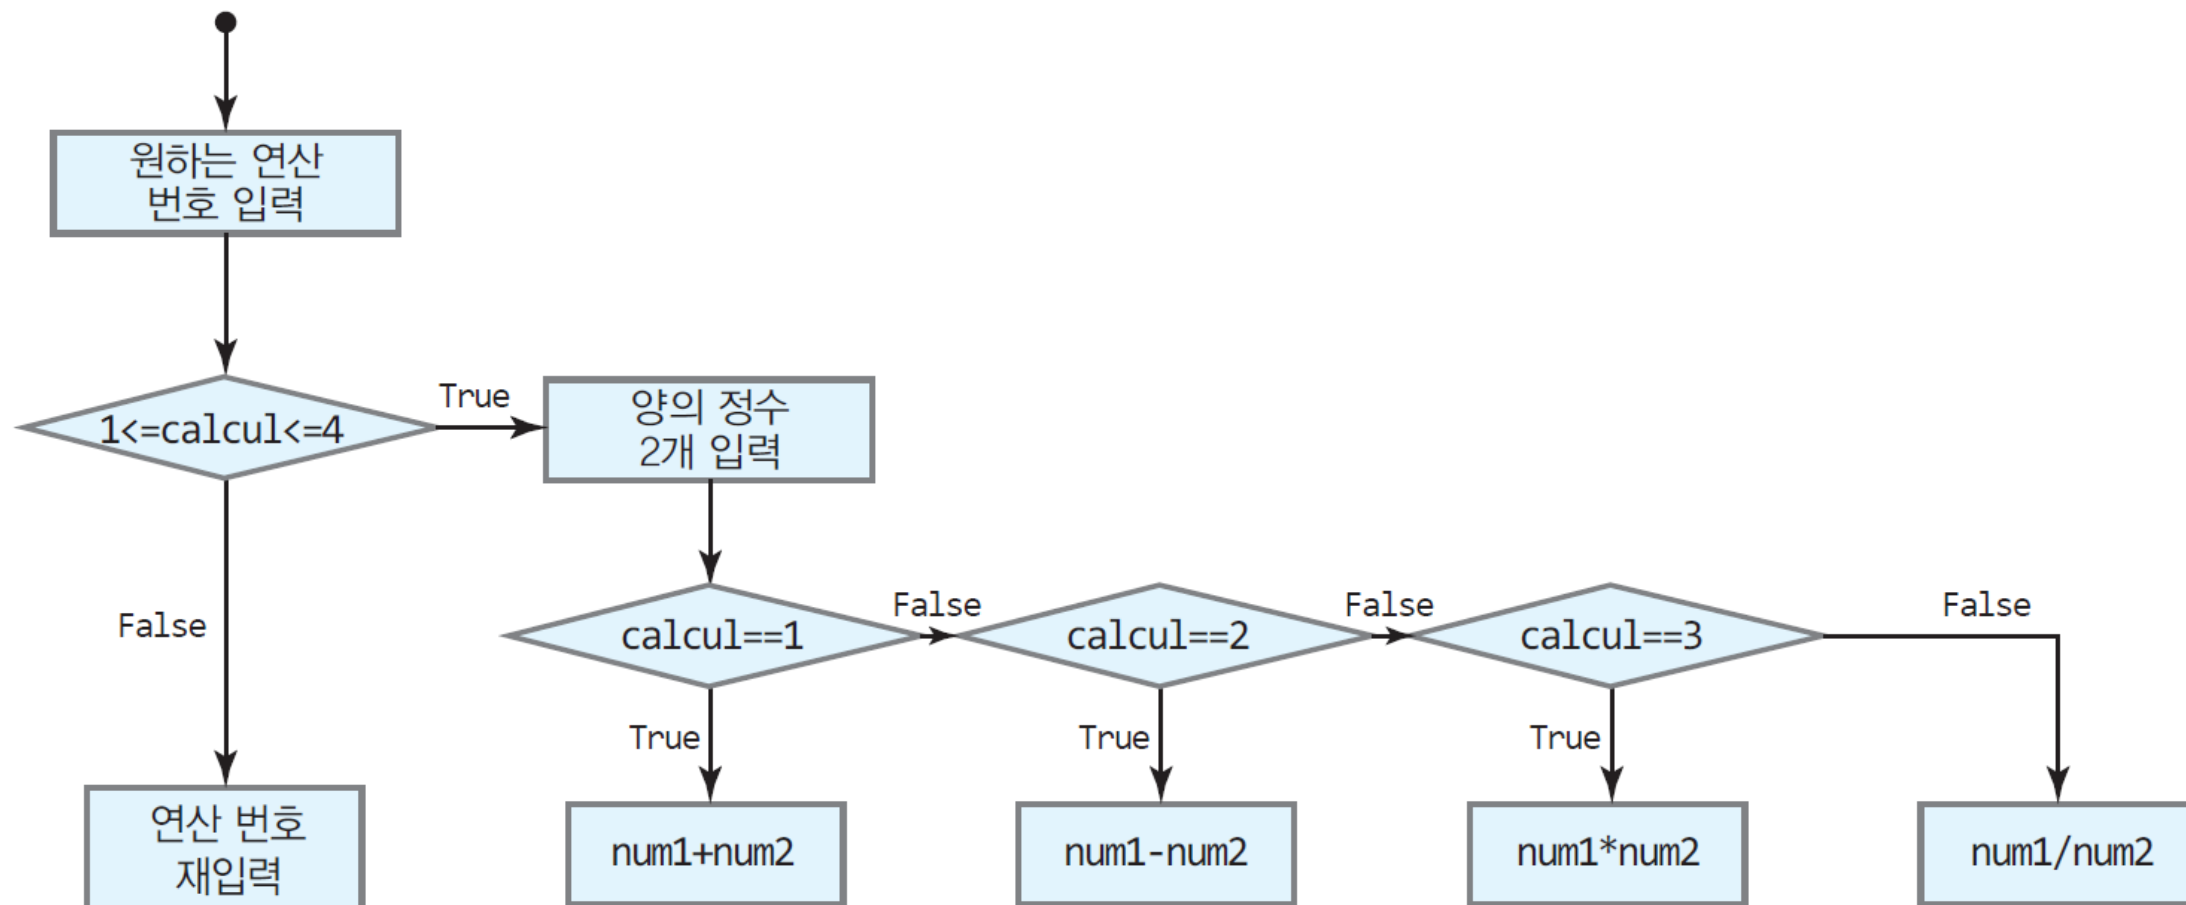 원하는 연산
번호 입력
1<=calcul<=4
True
양의 정수
2개 입력
False
calcul==1
False
calcul==2
False
calcul==3
False
True
True
True
연산 번호
재입력
num1+num2
num1-num2
num1*num2
num1/num2